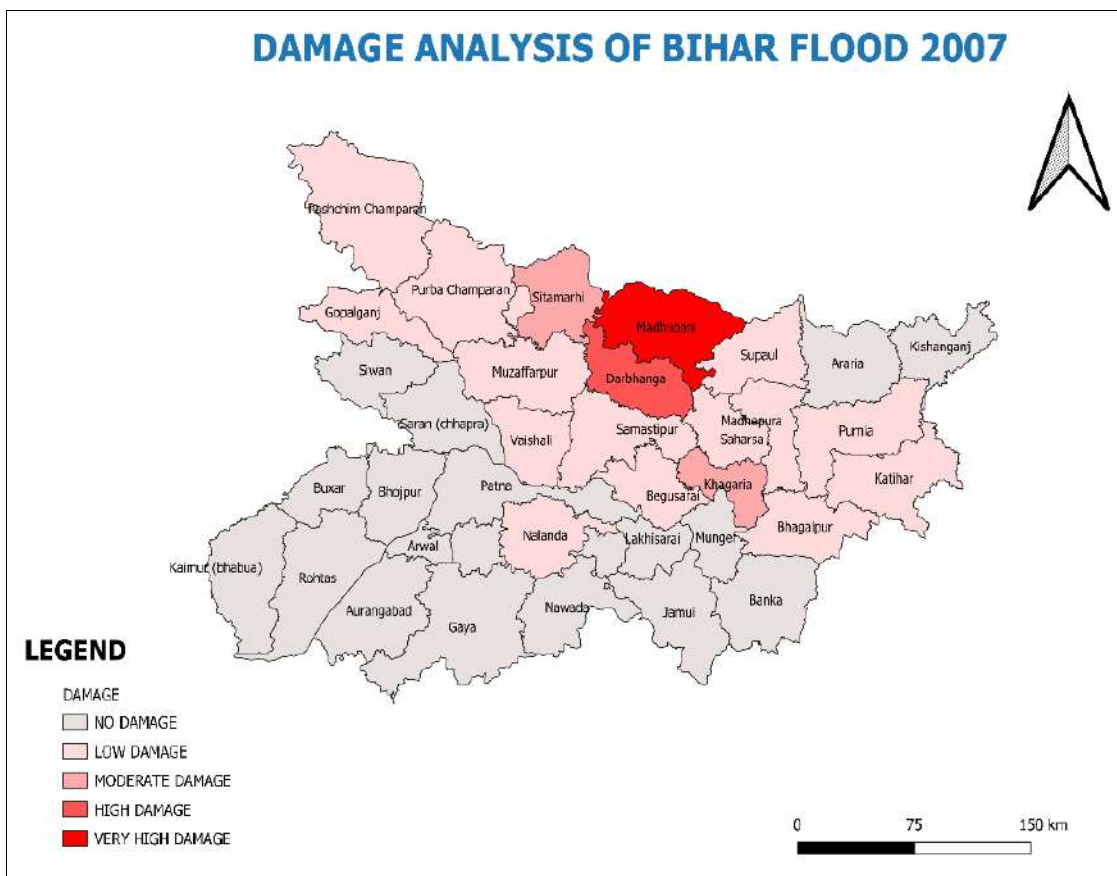 DAMAGE ANALYSIS OF BIHAR FLOOD 2007
Pashchim Champaran
Purba Champaran
Sitamarhi
Gopalganj
Madhubani
Siwan
Muzaffarpur
Darbhanga
Supaul
Araria
Kishanganj
Saran (chhapra)
Vaishali
Samastipur
Madhepura
Saharsa
Purnia
Buxar
Bhojpur
Patna
Begusarai
Khagaria
Katihar
Nalanda
Bhagalpur
Arwal
Lakhisarai
Munger
Kaimur (bhabua)
Rohtas
Aurangabad
Gaya
Nawada
Jamui
Banka
LEGEND
DAMAGE
NO DAMAGE
LOW DAMAGE
MODERATE DAMAGE
HIGH DAMAGE
VERY HIGH DAMAGE
0 75 150 km